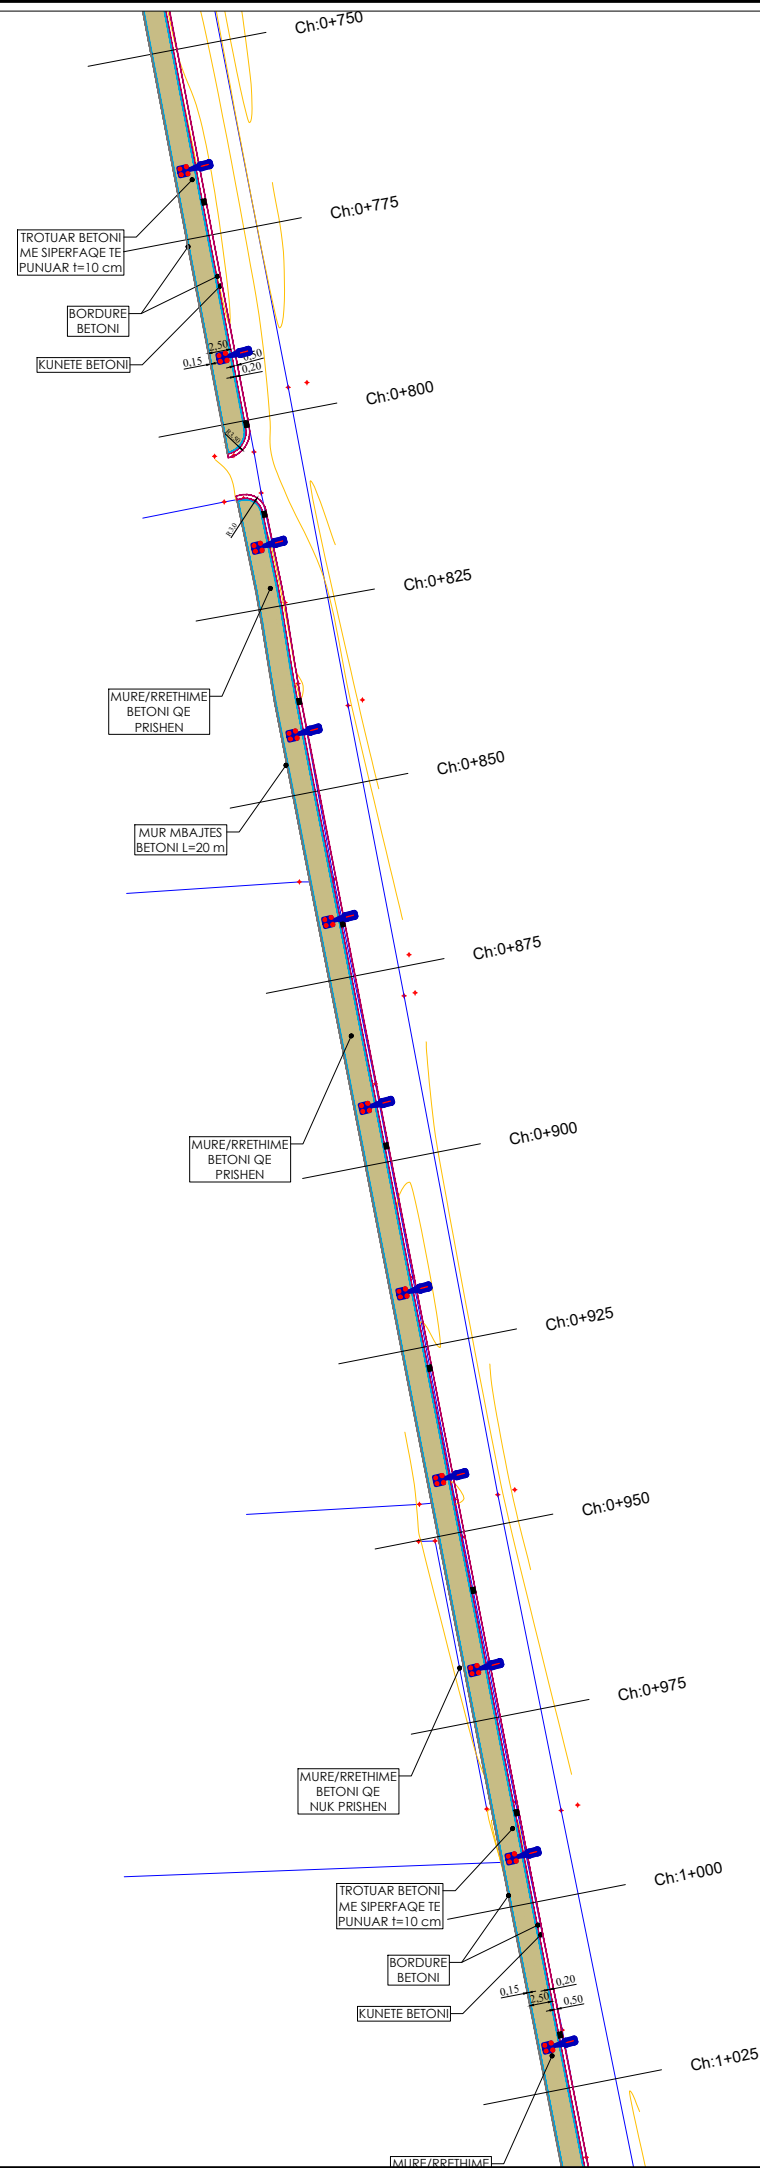 Ch:0+750
Ch:0+775
TROTUAR BETONI
ME SIPERFAQE TE
PUNUAR t=10 cm
BORDURE
BETONI
KUNETE BETONI
2,50
0,15
0,50
0,20
Ch:0+800
R3,0
Ch:0+825
MURE/RRETHIME
BETONI QE
PRISHEN
Ch:0+850
MUR MBAJTES
BETONI L=20 m
Ch:0+875
MURE/RRETHIME
BETONI QE
PRISHEN
Ch:0+900
Ch:0+925
Ch:0+950
Ch:0+975
MURE/RRETHIME
BETONI QE
NUK PRISHEN
Ch:1+000
TROTUAR BETONI
ME SIPERFAQE TE
PUNUAR t=10 cm
BORDURE
BETONI
0,15
0,20
2,50
0,50
KUNETE BETONI
Ch:1+025
MURE/RRETHIME